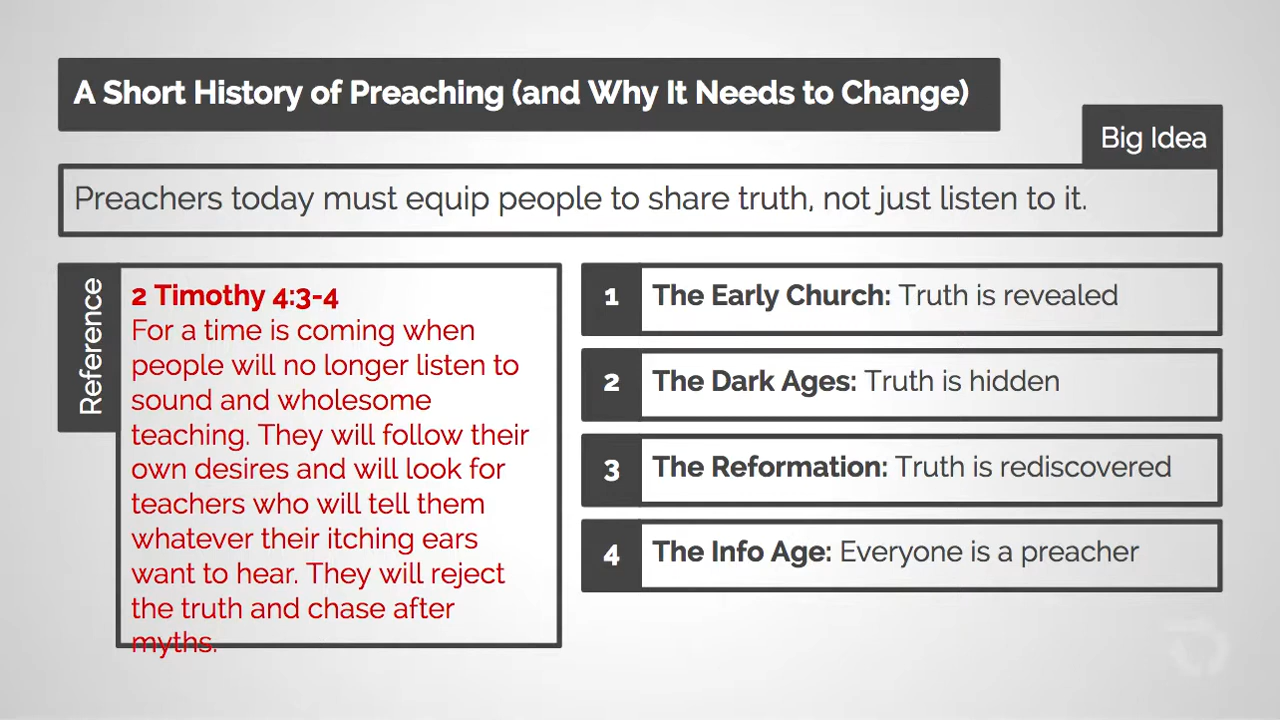 A Short History of Preaching (and Why It Needs to Change)
Big Idea
Preachers today must equip people to share truth, not just listen to it.
Reference
2 Timothy 4:3-4
For a time is coming when
people will no longer listen to
sound and wholesome
teaching. They will follow their
own desires and will look for
teachers who will tell them
whatever their itching ears
want to hear. They will reject
the truth and chase after
myths.
1 The Early Church: Truth is revealed
2 The Dark Ages: Truth is hidden
3 The Reformation: Truth is rediscovered
4 The Info Age: Everyone is a preacher